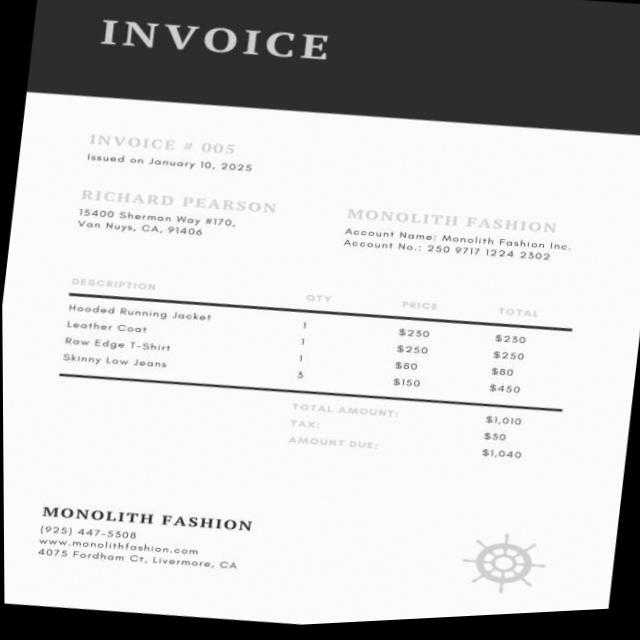 INVOICE
INVOICE # 005
Issued on January 10, 2025
RICHARD PEARSON
15400 Sherman Way #170,
Van Nuys, CA, 91406
MONOLITH FASHION
Account Name: Monolith Fashion Inc.
Account No.: 250 9717 1224 2302
DESCRIPTION QTY PRICE TOTAL
Hooded Running Jacket 1 $230 $230
Leather Coat 1 $250 $250
Raw Edge T-Shirt 1 $80 $80
Skinny Low Jeans 3 $150 $450
TOTAL AMOUNT: $1,010
TAX: $30
AMOUNT DUE: $1,040
MONOLITH FASHION
(925) 447-5308
www.monolithfashion.com
4075 Fordham Ct, Livermore, CA